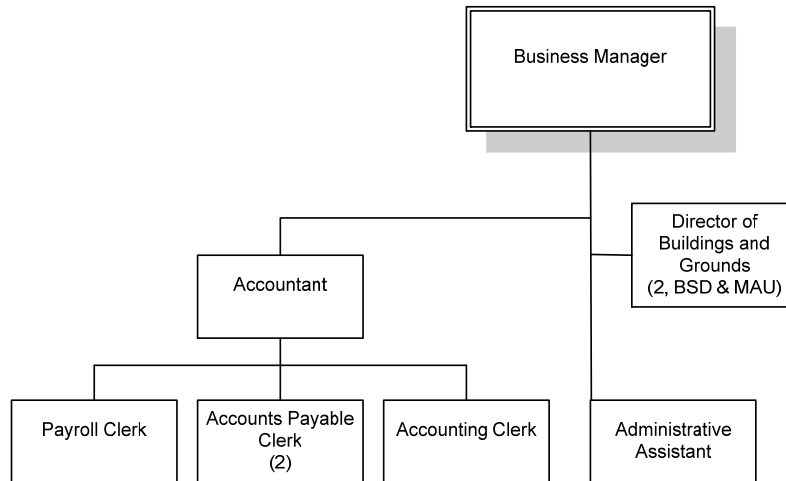 Business Manager
Director of
Buildings and
Grounds
(2, BSD & MAU)
Accountant
Payroll Clerk
Accounts Payable
Clerk
(2)
Accounting Clerk
Administrative
Assistant